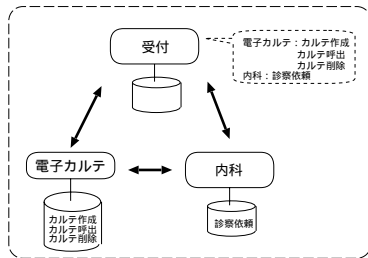 受付
電子カルテ：カルテ作成
カルテ呼出
カルテ削除
内科：診察依頼
電子カルテ
内科
カルテ作成
カルテ呼出
カルテ削除
診察依頼